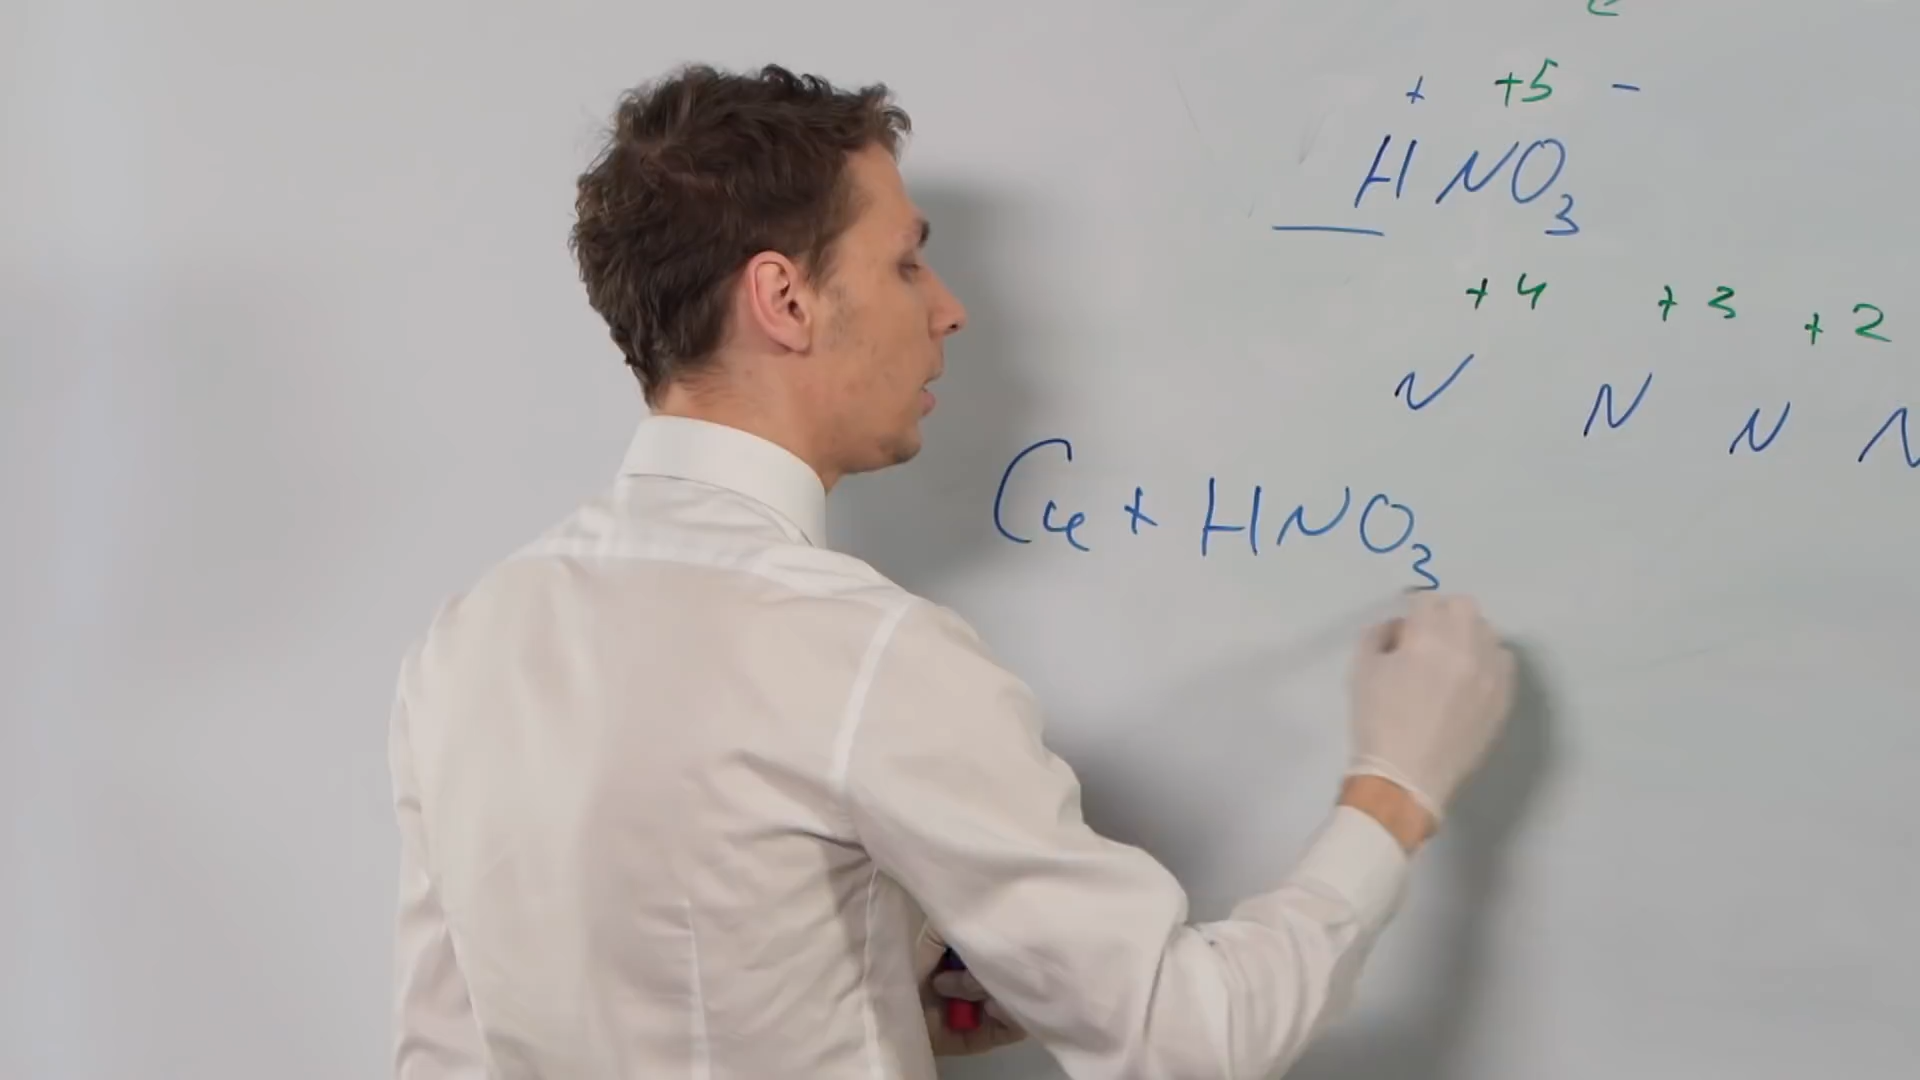 + +5 -
HNO₃
+4 +3 +2
N N N N
Cu + HNO₃